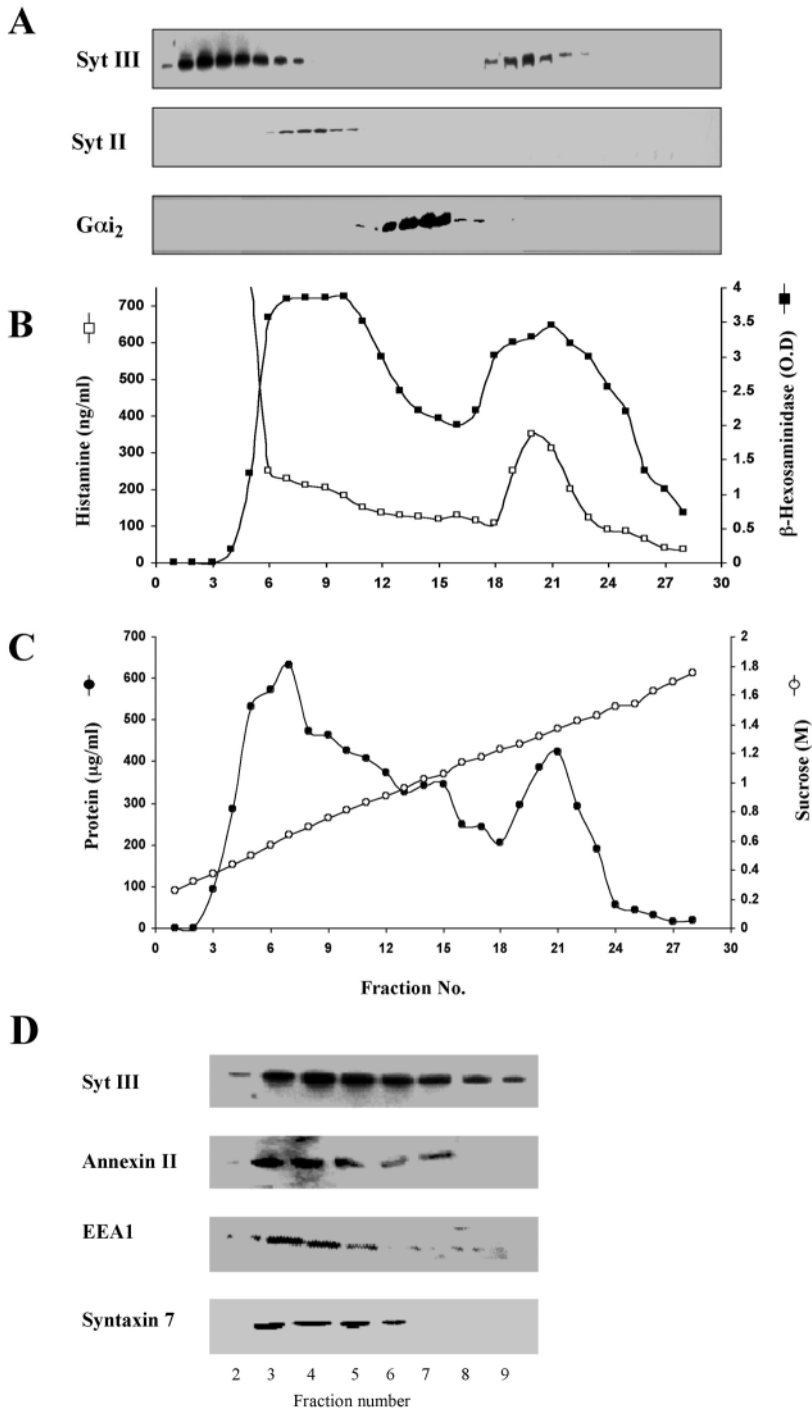 A
Syt III
Syt II
Gαi₂
B
Histamine (ng/ml)
700
600
500
400
300
200
100
0
4
3.5
3
2.5
2
1.5
1
0.5
0
β-Hexosaminidase (O.D)
0 3 6 9 12 15 18 21 24 27 30
C
Protein (μg/ml)
700
600
500
400
300
200
100
0
2
1.8
1.6
1.4
1.2
1
0.8
0.6
0.4
0.2
0
Sucrose (M)
0 3 6 9 12 15 18 21 24 27 30
Fraction No.
D
Syt III
Annexin II
EEA1
Syntaxin 7
2 3 4 5 6 7 8 9
Fraction number